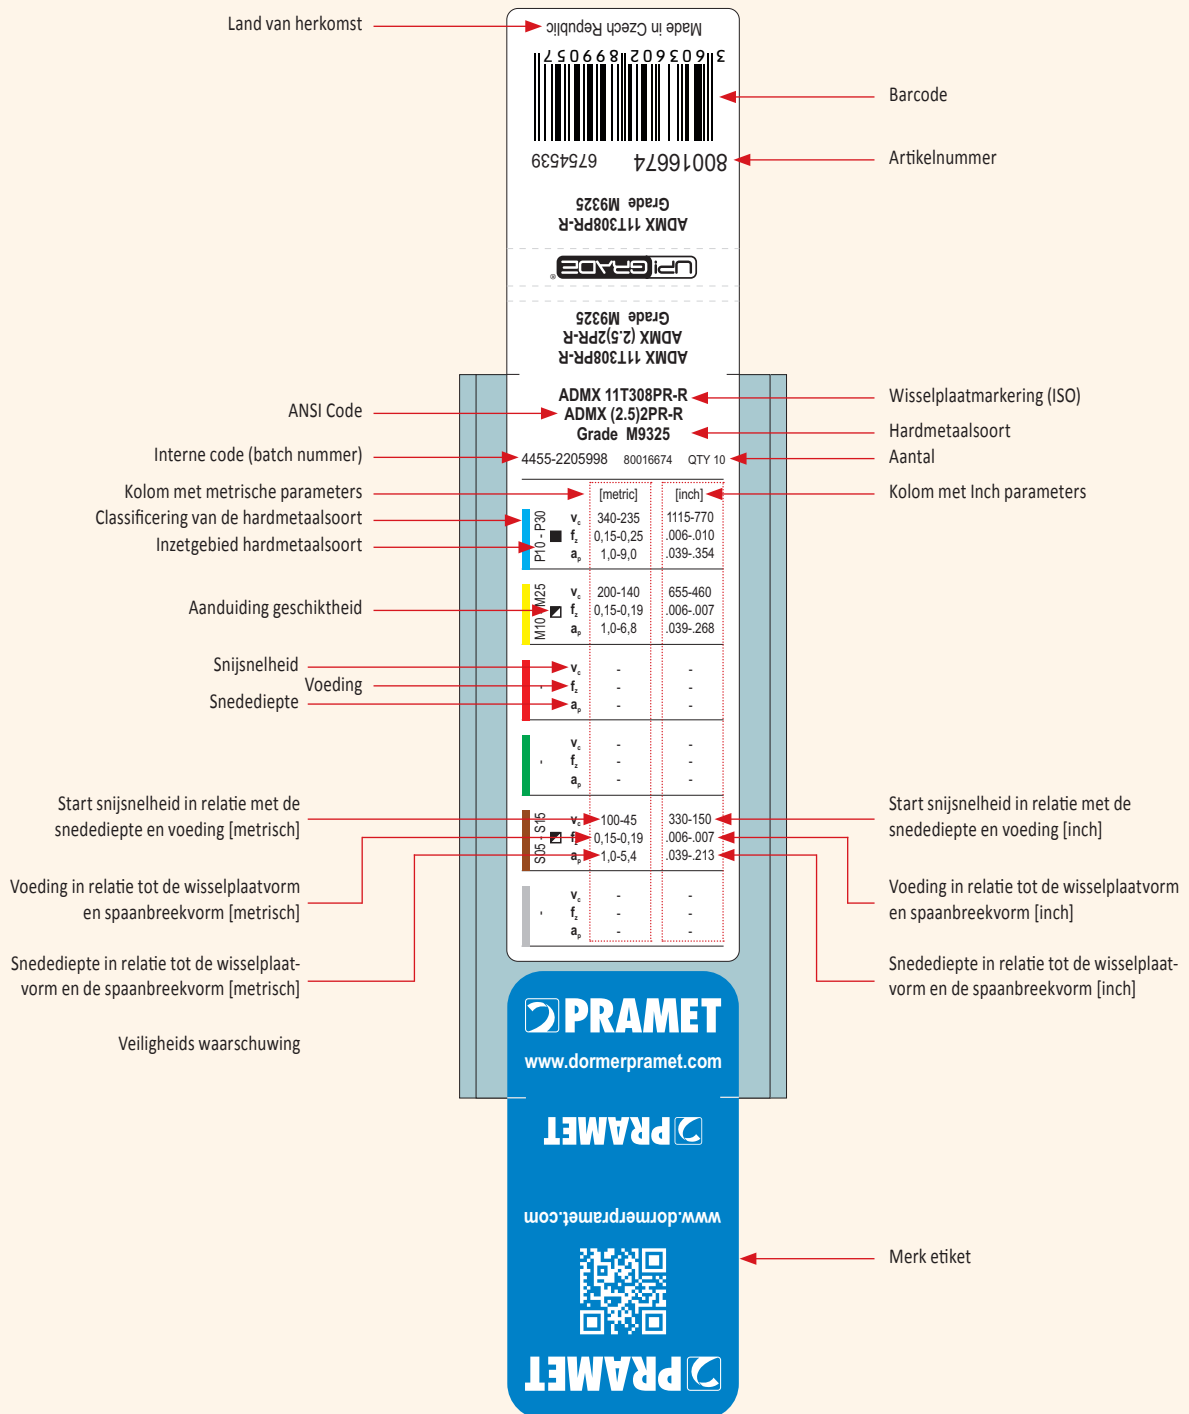 Land van herkomst
Made in Czech Republic
3 603602 899057
Barcode
80016674 6754539
Artikelnummer
ADMX 11T308PR-R
Grade M9325
UPiGRADE®
ADMX 11T308PR-R
ADMX (2.5)2PR-R
Grade M9325
ADMX 11T308PR-R
Wisselplaatmarkering (ISO)
ANSI Code
ADMX (2.5)2PR-R
Grade M9325
Hardmetaalsoort
Interne code (batch nummer)
4455-2205998 80016674 QTY 10
Aantal
Kolom met metrische parameters
[metric] [inch]
Kolom met Inch parameters
Classificering van de hardmetaalsoort
Inzetgebied hardmetaalsoort
P10 - P30
vc 340-235 1115-770
fz 0,15-0,25 .006-.010
ap 1,0-9,0 .039-.354
Aanduiding geschiktheid
M10 - M25
vc 200-140 655-460
fz 0,15-0,19 .006-.007
ap 1,0-6,8 .039-.268
Snijsnelheid
Voeding
Snedediepte
-
vc - -
fz - -
ap - -
-
vc - -
fz - -
ap - -
Start snijsnelheid in relatie met de
snedediepte en voeding [metrisch]
S05 - S15
vc 100-45 330-150
fz 0,15-0,19 .006-.007
ap 1,0-5,4 .039-.213
Start snijsnelheid in relatie met de
snedediepte en voeding [inch]
Voeding in relatie tot de wisselplaatvorm
en spaanbreekvorm [metrisch]
-
vc - -
fz - -
ap - -
Voeding in relatie tot de wisselplaatvorm
en spaanbreekvorm [inch]
Snedediepte in relatie tot de wisselplaat-
vorm en de spaanbreekvorm [metrisch]
Snedediepte in relatie tot de wisselplaat-
vorm en de spaanbreekvorm [inch]
Veiligheids waarschuwing
PRAMET
www.dormerpramet.com
PRAMET
www.dormerpramet.com
Merk etiket
PRAMET